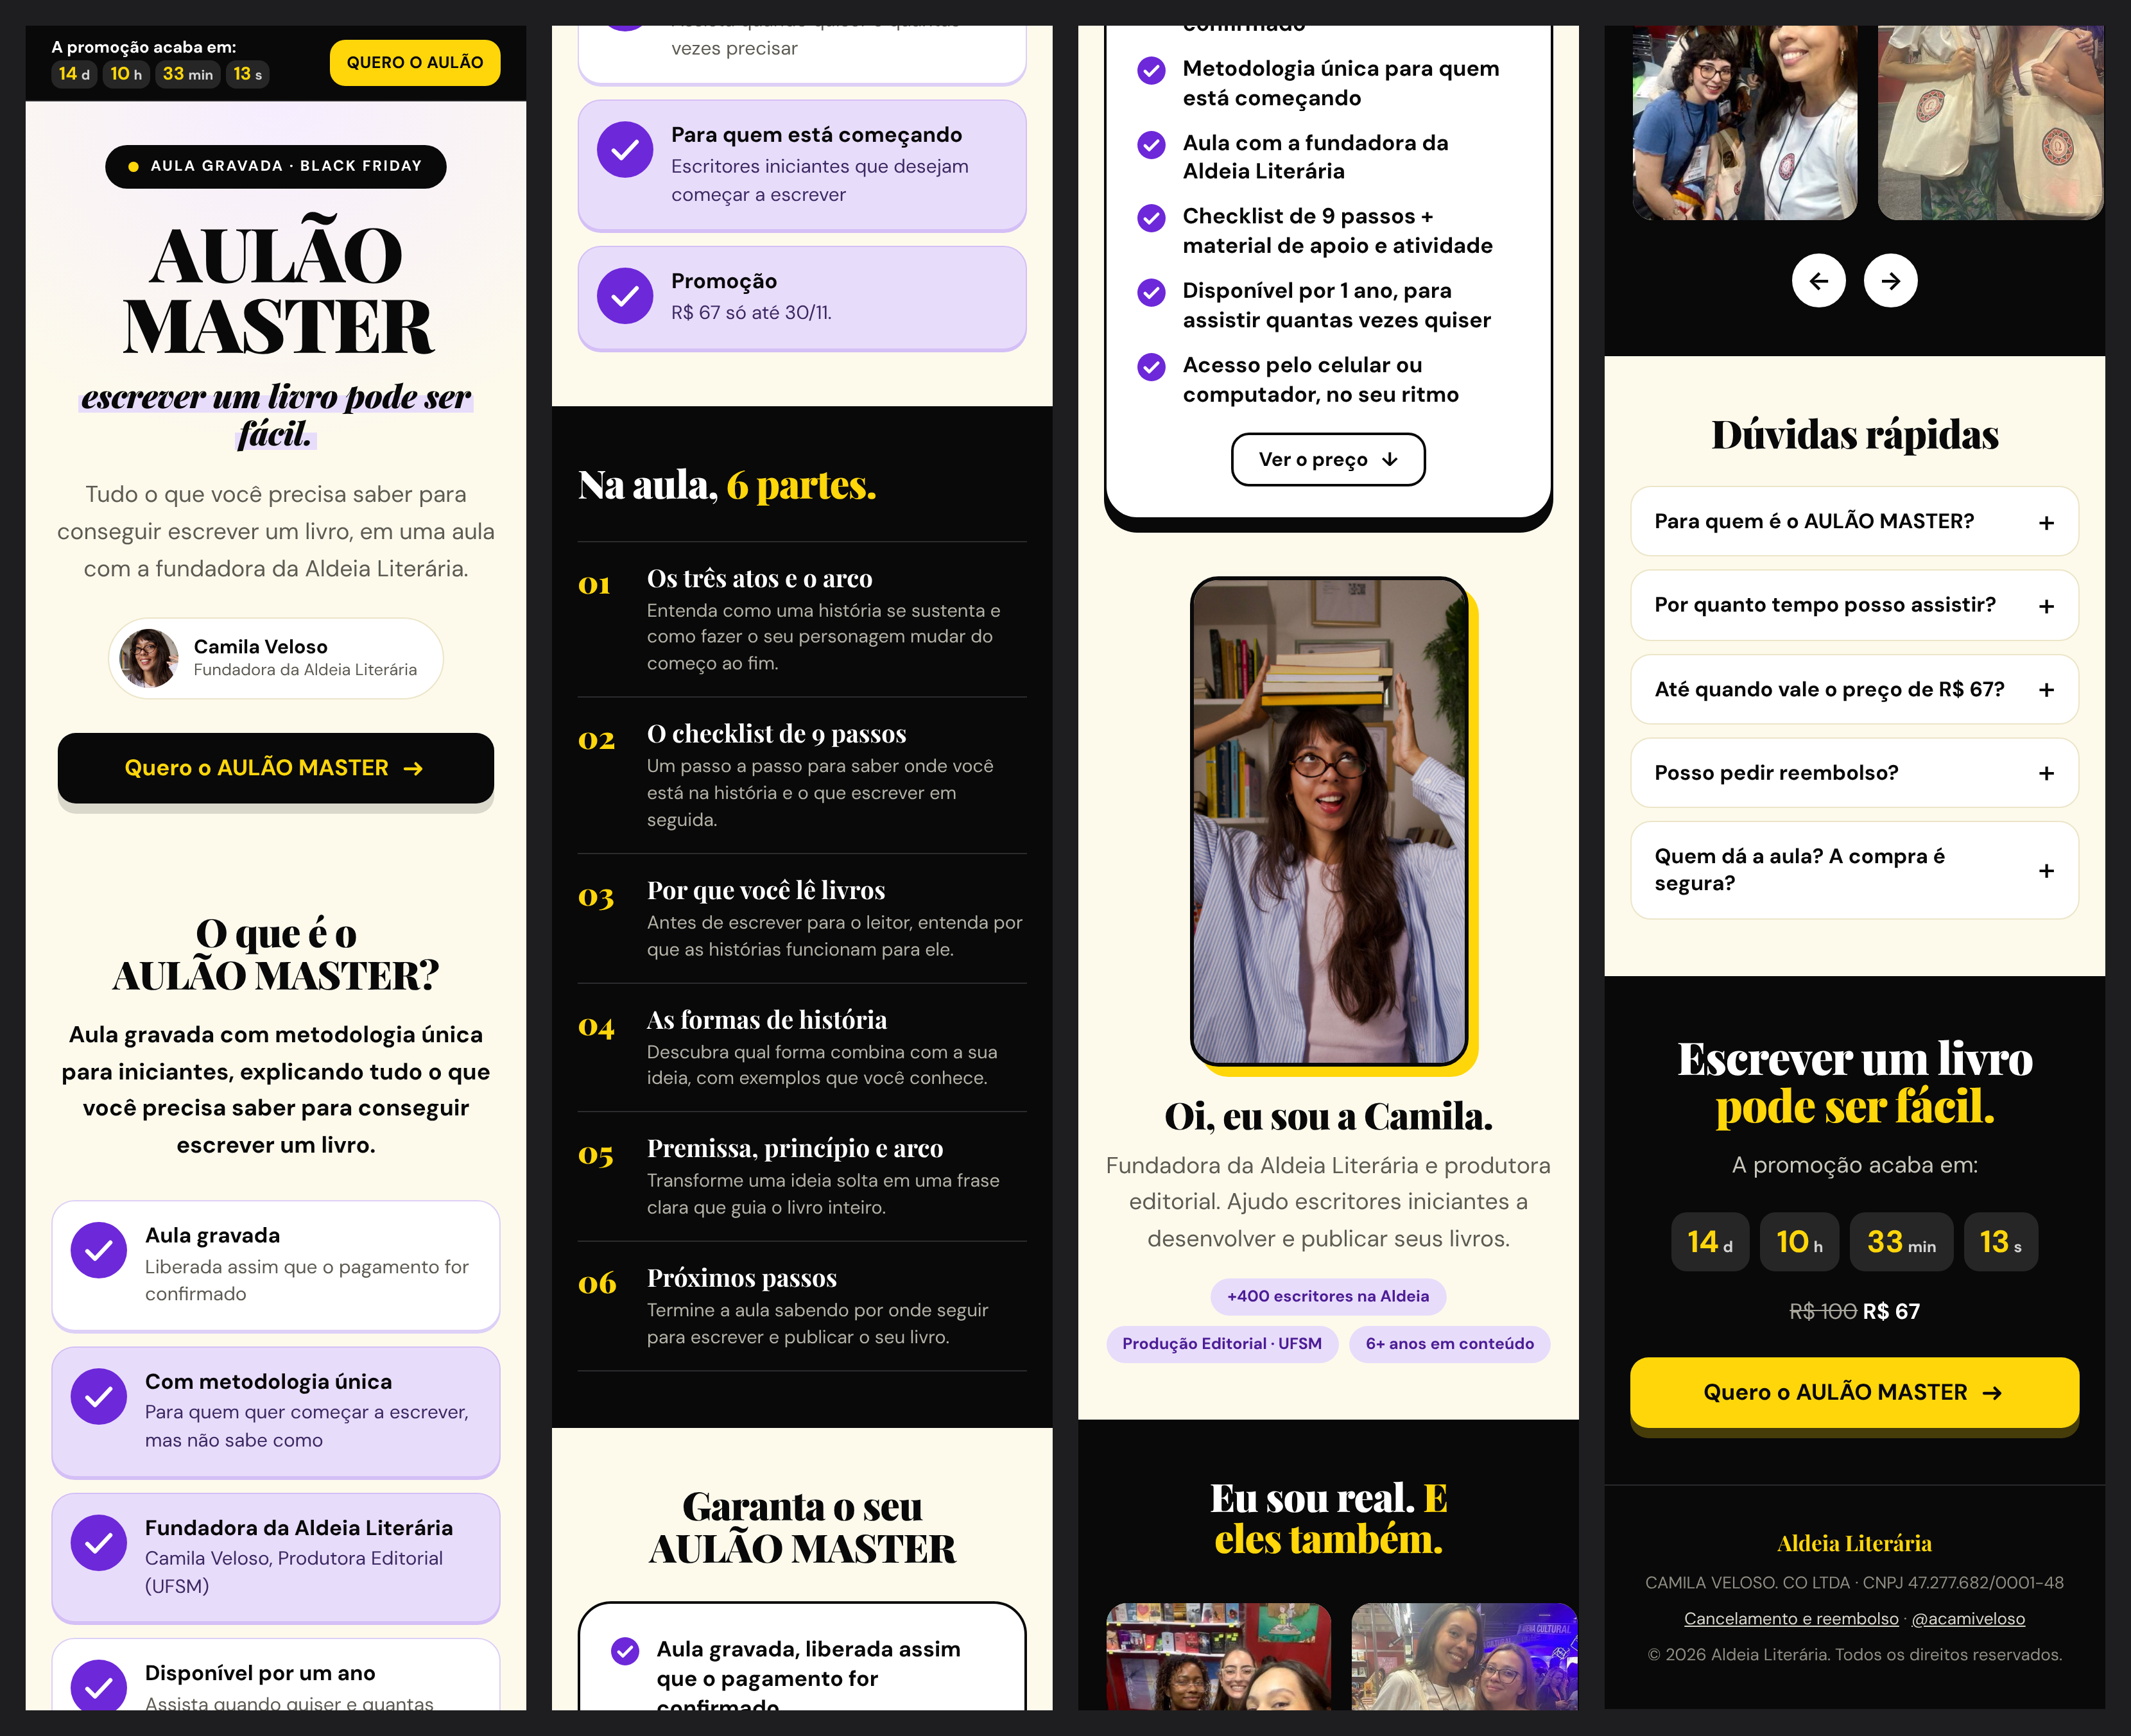 A promoção acaba em:
14 d 10 h 33 min 13 s
QUERO O AULÃO
AULA GRAVADA · BLACK FRIDAY
AULÃO
MASTER
escrever um livro pode ser
fácil.
Tudo o que você precisa saber para
conseguir escrever um livro, em uma aula
com a fundadora da Aldeia Literária.
Camila Veloso
Fundadora da Aldeia Literária
Quero o AULÃO MASTER →
O que é o
AULÃO MASTER?
Aula gravada com metodologia única
para iniciantes, explicando tudo o que
você precisa saber para conseguir
escrever um livro.
Aula gravada
Liberada assim que o pagamento for
confirmado
Com metodologia única
Para quem quer começar a escrever,
mas não sabe como
Fundadora da Aldeia Literária
Camila Veloso, Produtora Editorial
(UFSM)
Disponível por um ano
Assista quando quiser e quantas
Assista quando quiser e quantas
vezes precisar
Para quem está começando
Escritores iniciantes que desejam
começar a escrever
Promoção
R$ 67 só até 30/11.
Na aula, 6 partes.
01 Os três atos e o arco
Entenda como uma história se sustenta e
como fazer o seu personagem mudar do
começo ao fim.
02 O checklist de 9 passos
Um passo a passo para saber onde você
está na história e o que escrever em
seguida.
03 Por que você lê livros
Antes de escrever para o leitor, entenda por
que as histórias funcionam para ele.
04 As formas de história
Descubra qual forma combina com a sua
ideia, com exemplos que você conhece.
05 Premissa, princípio e arco
Transforme uma ideia solta em uma frase
clara que guia o livro inteiro.
06 Próximos passos
Termine a aula sabendo por onde seguir
para escrever e publicar o seu livro.
Garanta o seu
AULÃO MASTER
Aula gravada, liberada assim
que o pagamento for
confirmado
confirmado
Metodologia única para quem
está começando
Aula com a fundadora da
Aldeia Literária
Checklist de 9 passos +
material de apoio e atividade
Disponível por 1 ano, para
assistir quantas vezes quiser
Acesso pelo celular ou
computador, no seu ritmo
Ver o preço ↓
Oi, eu sou a Camila.
Fundadora da Aldeia Literária e produtora
editorial. Ajudo escritores iniciantes a
desenvolver e publicar seus livros.
+400 escritores na Aldeia
Produção Editorial · UFSM
6+ anos em conteúdo
Eu sou real. E
eles também.
← →
Dúvidas rápidas
Para quem é o AULÃO MASTER? +
Por quanto tempo posso assistir? +
Até quando vale o preço de R$ 67? +
Posso pedir reembolso? +
Quem dá a aula? A compra é
segura? +
Escrever um livro
pode ser fácil.
A promoção acaba em:
14 d 10 h 33 min 13 s
R$ 100 R$ 67
Quero o AULÃO MASTER →
Aldeia Literária
CAMILA VELOSO. CO LTDA · CNPJ 47.277.682/0001-48
Cancelamento e reembolso · @acamiveloso
© 2026 Aldeia Literária. Todos os direitos reservados.